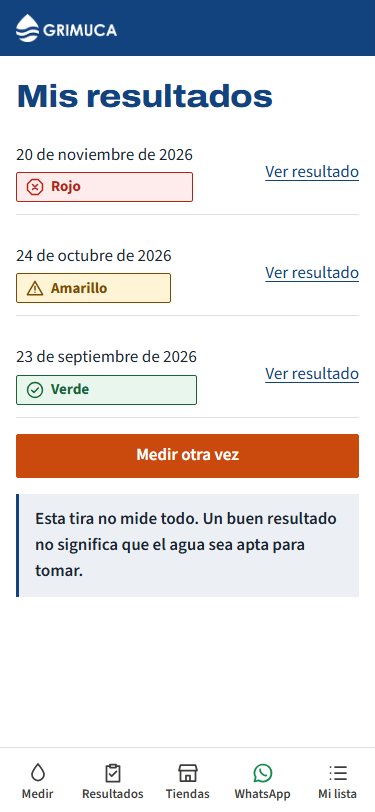 GRIMUCA
Mis resultados
20 de noviembre de 2026
Rojo
Ver resultado
24 de octubre de 2026
Amarillo
Ver resultado
23 de septiembre de 2026
Verde
Ver resultado
Medir otra vez
Esta tira no mide todo. Un buen resultado
no significa que el agua sea apta para
tomar.
Medir
Resultados
Tiendas
WhatsApp
Mi lista